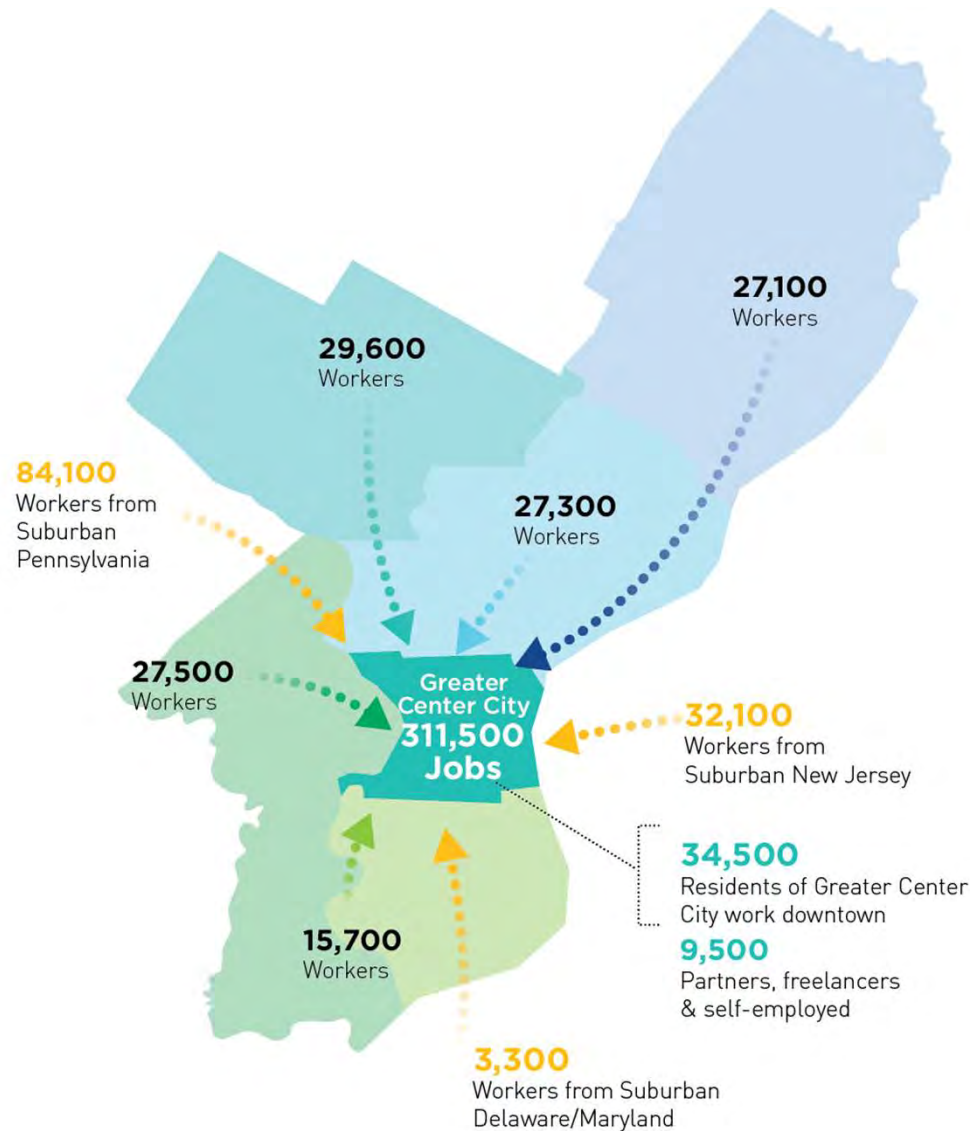 27,100
Workers
29,600
Workers
84,100
Workers from
Suburban
Pennsylvania
27,300
Workers
27,500
Workers
Greater
Center City
311,500
Jobs
32,100
Workers from
Suburban New Jersey
34,500
Residents of Greater Center
City work downtown
9,500
Partners, freelancers
& self-employed
15,700
Workers
3,300
Workers from Suburban
Delaware/Maryland